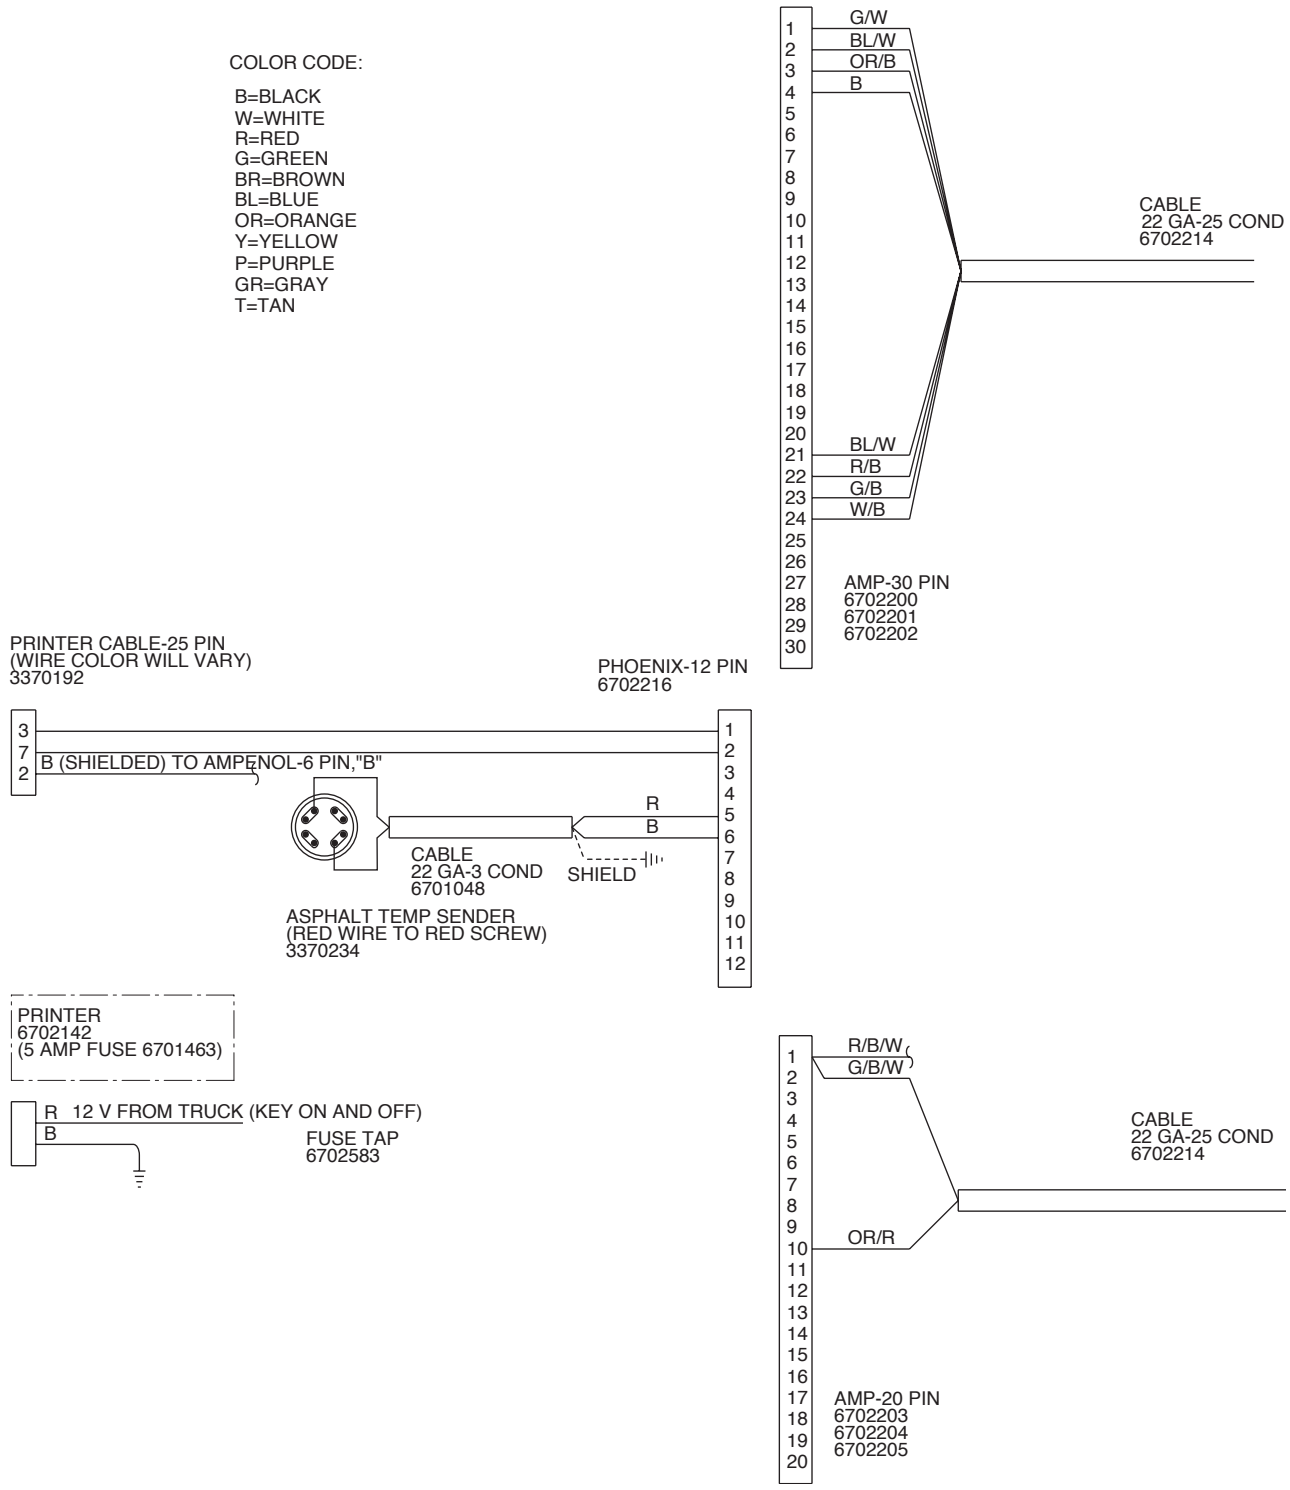 COLOR CODE:
B=BLACK
W=WHITE
R=RED
G=GREEN
BR=BROWN
BL=BLUE
OR=ORANGE
Y=YELLOW
P=PURPLE
GR=GRAY
T=TAN
1 G/W
2 BL/W
3 OR/B
4 B
5
6
7
8
9
10
11
12
13
14
15
16
17
18
19
20
21 BL/W
22 R/B
23 G/B
24 W/B
25
26
27
28
29
30
CABLE
22 GA-25 COND
6702214
AMP-30 PIN
6702200
6702201
6702202
PRINTER CABLE-25 PIN
(WIRE COLOR WILL VARY)
3370192
3
7
2
B (SHIELDED) TO AMPENOL-6 PIN,"B"
PHOENIX-12 PIN
6702216
1
2
3
4
5
6
7
8
9
10
11
12
R
B
CABLE
22 GA-3 COND
6701048
SHIELD
ASPHALT TEMP SENDER
(RED WIRE TO RED SCREW)
3370234
PRINTER
6702142
(5 AMP FUSE 6701463)
R 12 V FROM TRUCK (KEY ON AND OFF)
B
FUSE TAP
6702583
1 R/B/W
2 G/B/W
3
4
5
6
7
8
9
10 OR/R
11
12
13
14
15
16
17
18
19
20
CABLE
22 GA-25 COND
6702214
AMP-20 PIN
6702203
6702204
6702205